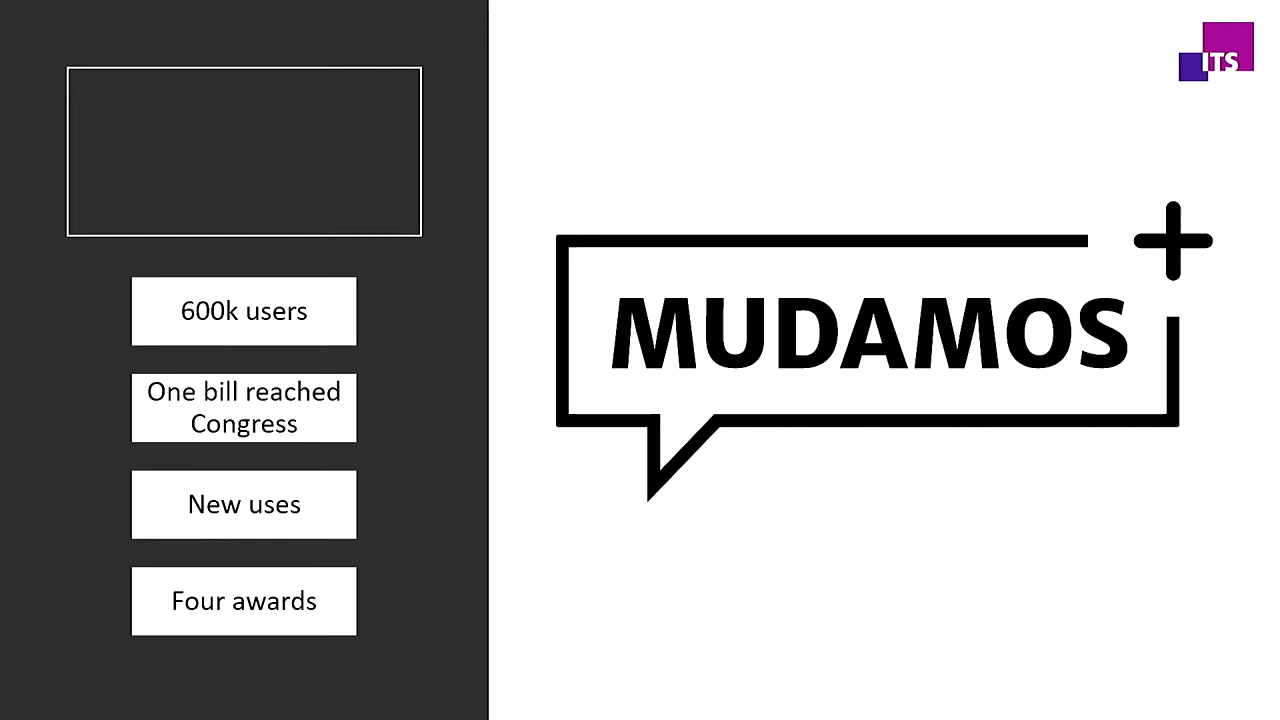 ITS
600k users
One bill reached
Congress
New uses
Four awards
MUDAMOS